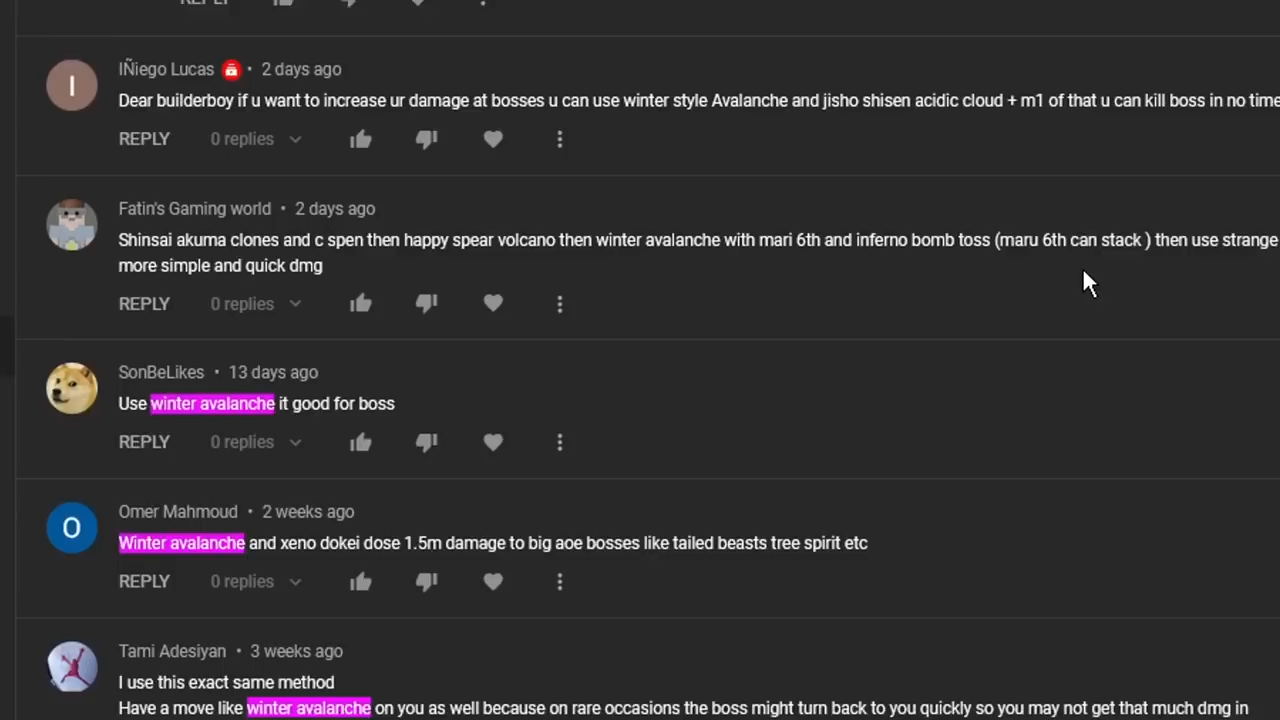 REPLY
IÑiego Lucas • 2 days ago
Dear builderboy if u want to increase ur damage at bosses u can use winter style Avalanche and jisho shisen acidic cloud + m1 of that u can kill boss in no time
REPLY 0 replies
Fatin's Gaming world • 2 days ago
Shinsai akuma clones and c spen then happy spear volcano then winter avalanche with mari 6th and inferno bomb toss (maru 6th can stack ) then use strange
more simple and quick dmg
REPLY 0 replies
SonBeLikes • 13 days ago
Use winter avalanche it good for boss
REPLY 0 replies
O
Omer Mahmoud • 2 weeks ago
Winter avalanche and xeno dokei dose 1.5m damage to big aoe bosses like tailed beasts tree spirit etc
REPLY 0 replies
Tami Adesiyan • 3 weeks ago
I use this exact same method
Have a move like winter avalanche on you as well because on rare occasions the boss might turn back to you quickly so you may not get that much dmg in